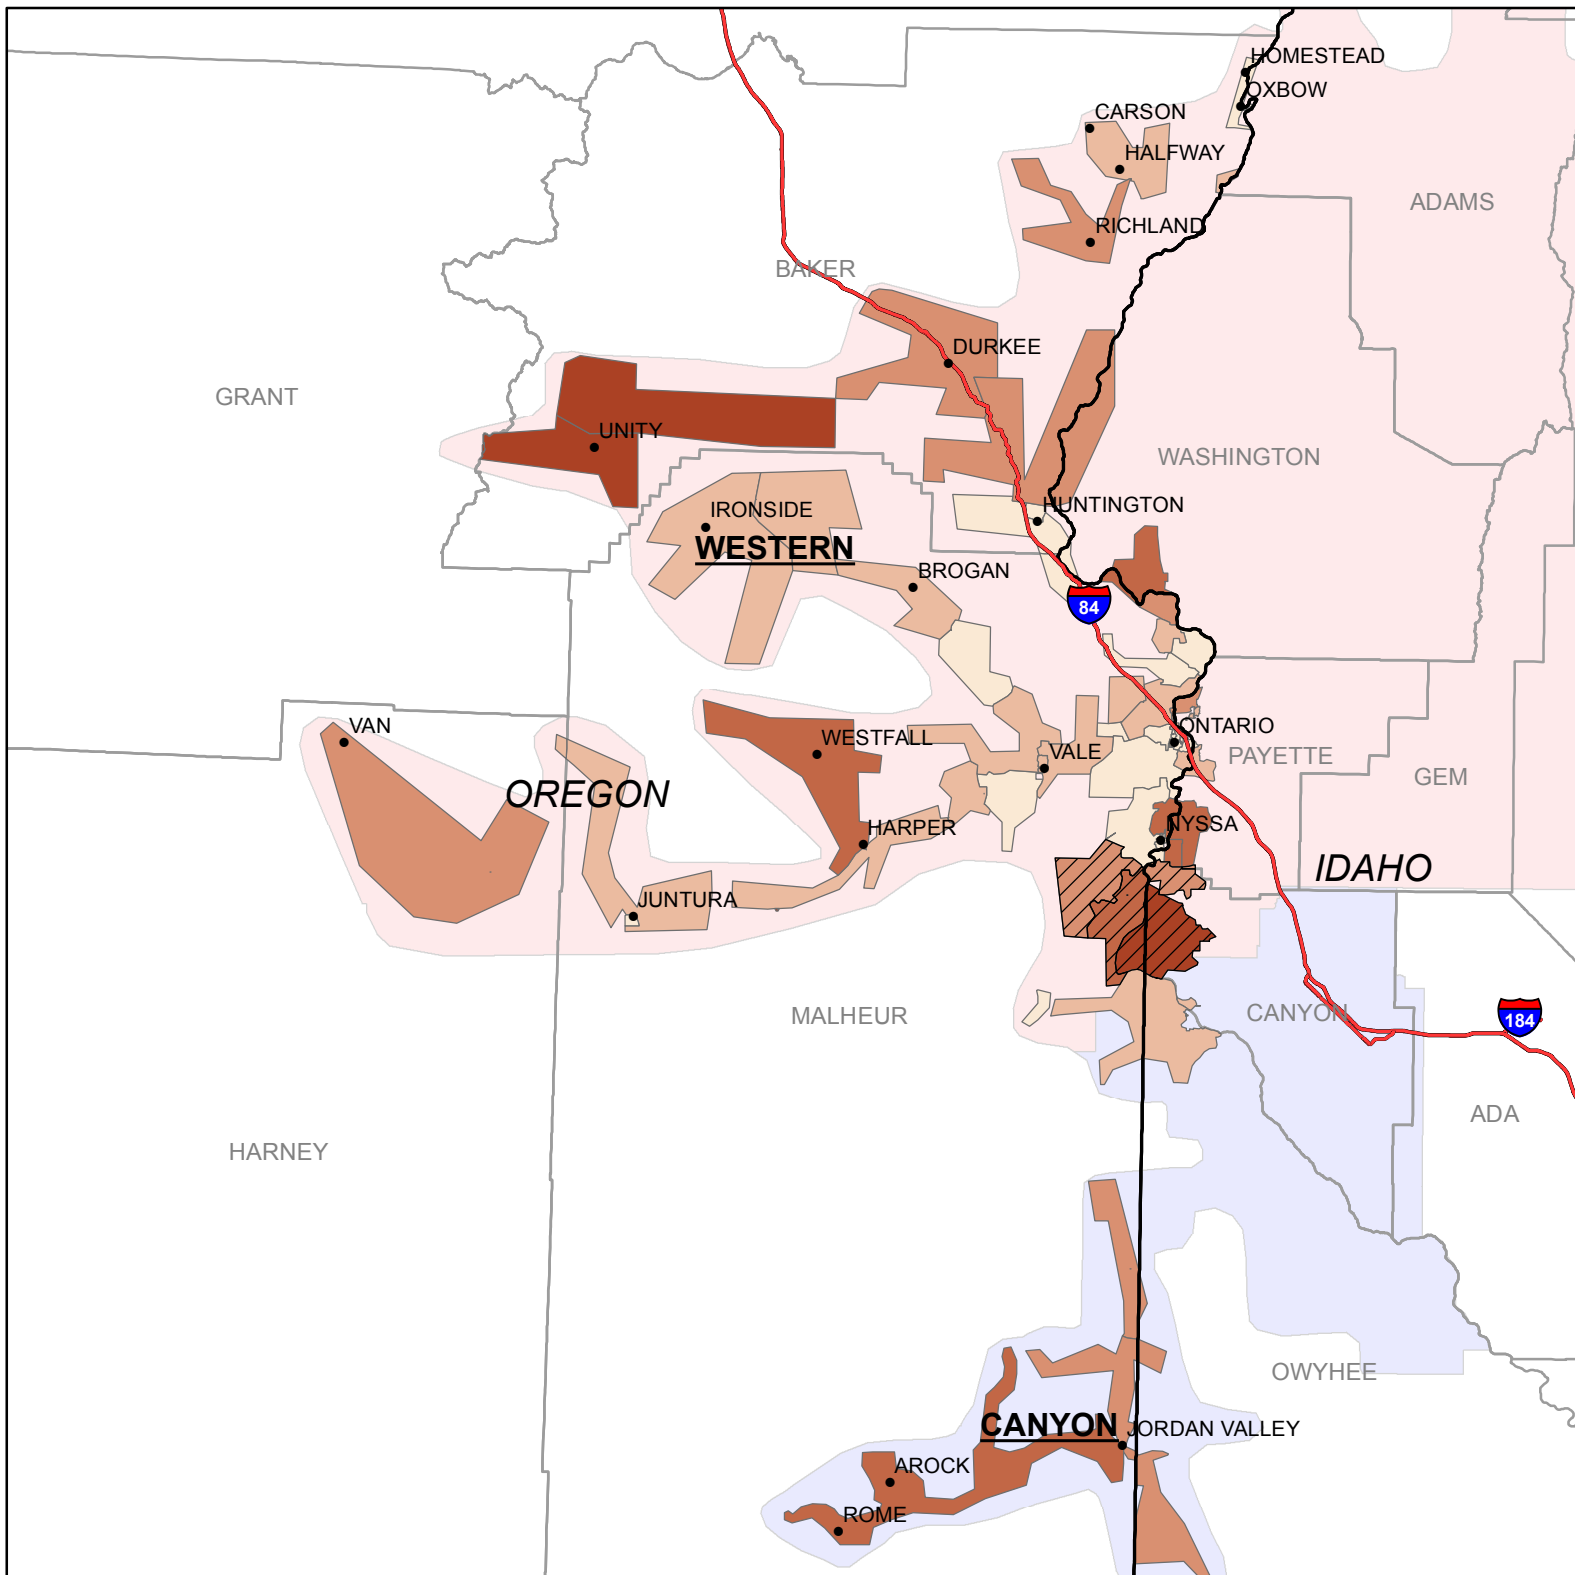 HOMESTEAD
OXBOW
CARSON
HALFWAY
ADAMS
RICHLAND
BAKER
DURKEE
GRANT
UNITY
WASHINGTON
HUNTINGTON
IRONSIDE
WESTERN
BROGAN
84
VAN
ONTARIO
WESTFALL
VALE
PAYETTE
GEM
OREGON
HARPER
NYSSA
IDAHO
JUNTURA
MALHEUR
CANYON
184
ADA
HARNEY
OWYHEE
CANYON
JORDAN VALLEY
AROCK
ROME